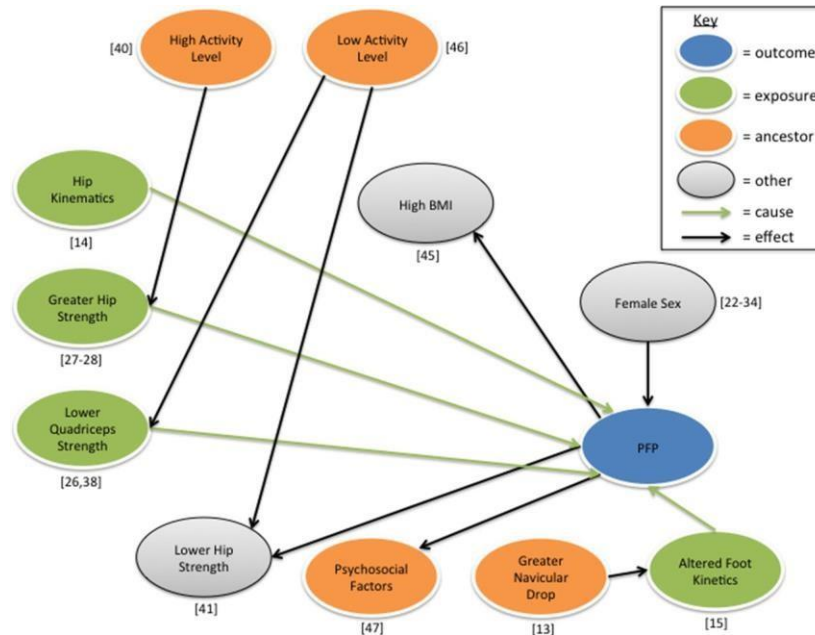 [40]
High Activity
Level
Low Activity
Level
[46]
Key
= outcome
= exposure
= ancestor
= other
= cause
= effect
Hip
Kinematics
[14]
High BMI
[45]
Greater Hip
Strength
[27-28]
Female Sex
[22-34]
Lower
Quadriceps
Strength
[26,38]
PFP
Lower Hip
Strength
[41]
Psychosocial
Factors
[47]
Greater
Navicular
Drop
[13]
Altered Foot
Kinetics
[15]